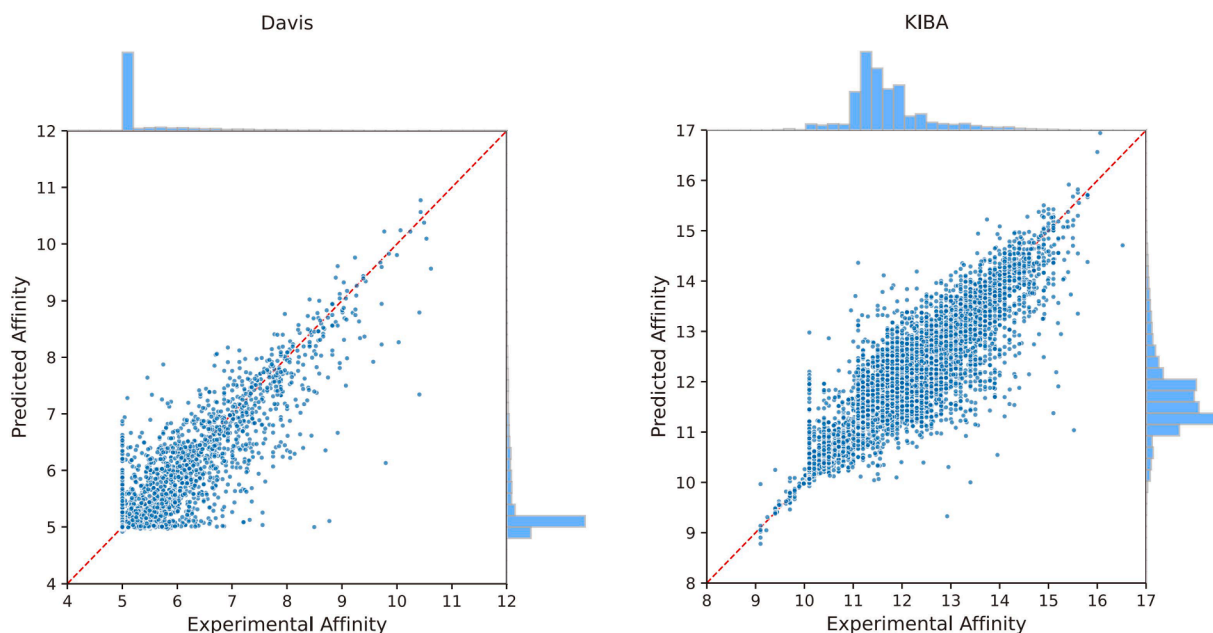 Davis
12
11
10
9
8
7
6
5
4
Predicted Affinity
4 5 6 7 8 9 10 11 12
Experimental Affinity
KIBA
17
16
15
14
13
12
11
10
9
8
Predicted Affinity
8 9 10 11 12 13 14 15 16 17
Experimental Affinity